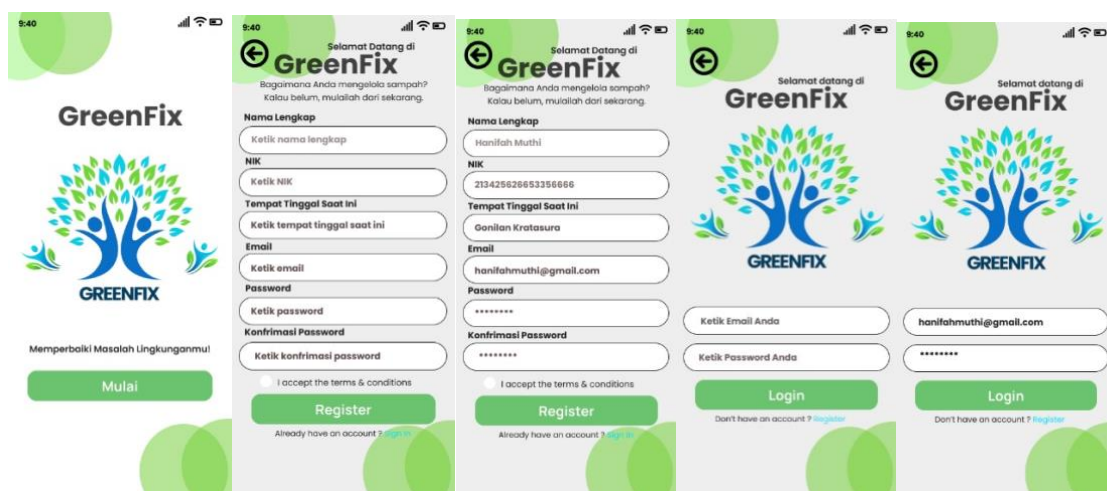 9:40
GreenFix
GREENFIX
Memperbaiki Masalah Lingkunganmu!
Mulai
9:40
Selamat Datang di
GreenFix
Bagaimana Anda mengelola sampah?
Kalau belum, mulailah dari sekarang.
Nama Lengkap
Ketik nama lengkap
NIK
Ketik NIK
Tempat Tinggal Saat Ini
Ketik tempat tinggal saat ini
Email
Ketik email
Password
Ketik password
Konfrimasi Password
Ketik konfrimasi password
I accept the terms & conditions
Register
Already have an account ? Sign In
9:40
Selamat Datang di
GreenFix
Bagaimana Anda mengelola sampah?
Kalau belum, mulailah dari sekarang.
Nama Lengkap
Hanifah Muthi
NIK
213425626653356666
Tempat Tinggal Saat Ini
Gonilan Kratasura
Email
hanifahmuthi@gmail.com
Password
********
Konfrimasi Password
********
I accept the terms & conditions
Register
Already have an account ? Sign In
9:40
Selamat datang di
GreenFix
GREENFIX
Ketik Email Anda
Ketik Password Anda
Login
Don't have an account ? Register
9:40
Selamat datang di
GreenFix
GREENFIX
hanifahmuthi@gmail.com
********
Login
Don't have an account ? Register